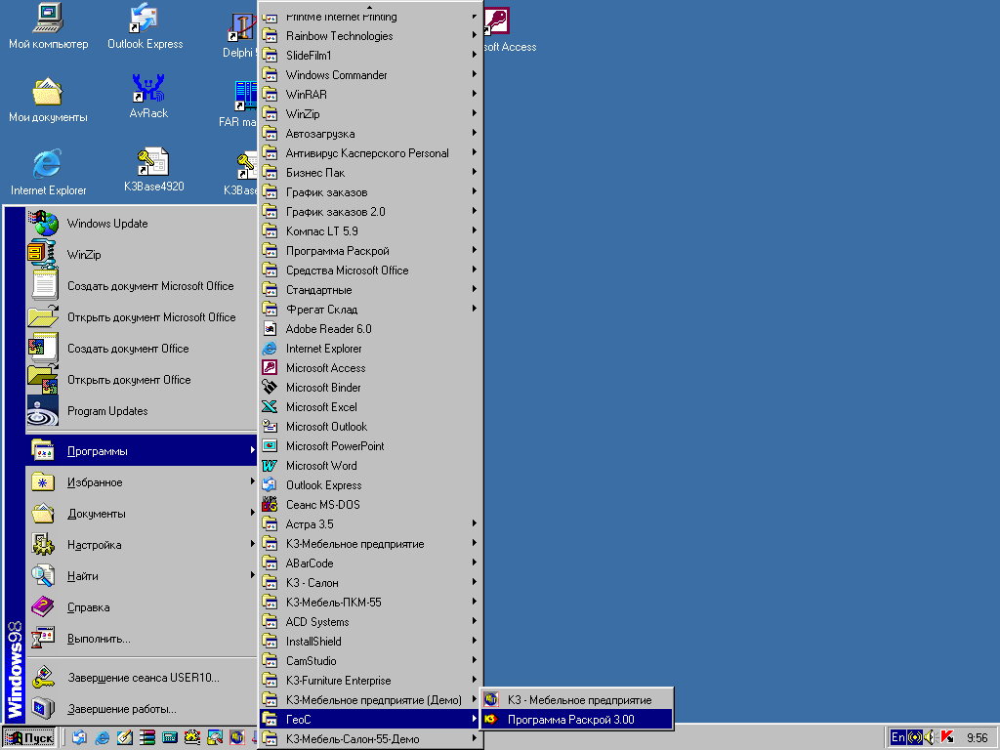 Мой компьютер
Outlook Express
Delphi
soft Access
Мои документы
AvRack
FAR ma
Internet Explorer
K3Base4920
K3Base
Windows Update
WinZip
Создать документ Microsoft Office
Открыть документ Microsoft Office
Создать документ Office
Открыть документ Office
Program Updates
Программы
Избранное
Документы
Настройка
Найти
Справка
Выполнить...
Завершение сеанса USER10...
Завершение работы...
Windows98
PrintMe Internet Printing
Rainbow Technologies
SlideFilm1
Windows Commander
WinRAR
WinZip
Автозагрузка
Антивирус Касперского Personal
Бизнес Пак
График заказов
График заказов 2.0
Компас LT 5.9
Программа Раскрой
Средства Microsoft Office
Стандартные
Фрегат Склад
Adobe Reader 6.0
Internet Explorer
Microsoft Access
Microsoft Binder
Microsoft Excel
Microsoft Outlook
Microsoft PowerPoint
Microsoft Word
Outlook Express
Сеанс MS-DOS
Астра 3.5
К3-Мебельное предприятие
ABarCode
К3 - Салон
К3-Мебель-ПКМ-55
ACD Systems
InstallShield
CamStudio
K3-Furniture Enterprise
К3-Мебельное предприятие (Демо)
ГеоС
К3-Мебель-Салон-55-Демо
К3 - Мебельное предприятие
Программа Раскрой 3.00
Пуск
En
9:56